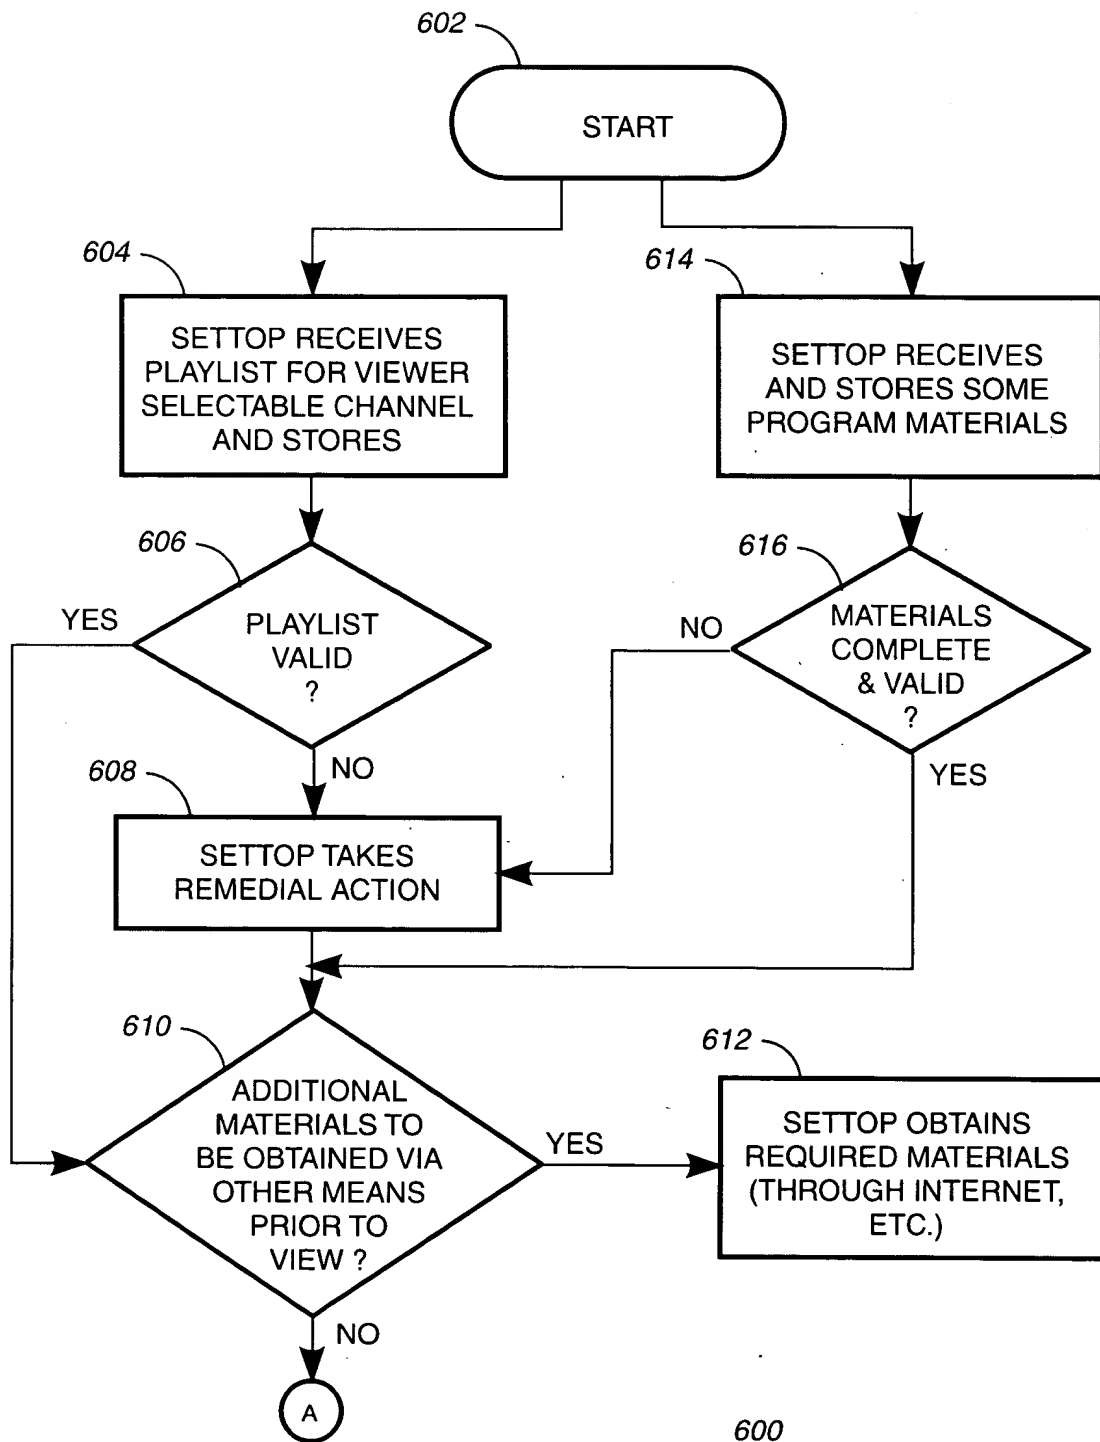 602
START
604
SETTOP RECEIVES
PLAYLIST FOR VIEWER
SELECTABLE CHANNEL
AND STORES
614
SETTOP RECEIVES
AND STORES SOME
PROGRAM MATERIALS
606
YES
PLAYLIST
VALID
?
NO
616
NO
MATERIALS
COMPLETE
& VALID
?
YES
608
SETTOP TAKES
REMEDIAL ACTION
610
ADDITIONAL
MATERIALS TO
BE OBTAINED VIA
OTHER MEANS
PRIOR TO
VIEW ?
YES
NO
612
SETTOP OBTAINS
REQUIRED MATERIALS
(THROUGH INTERNET,
ETC.)
A
600